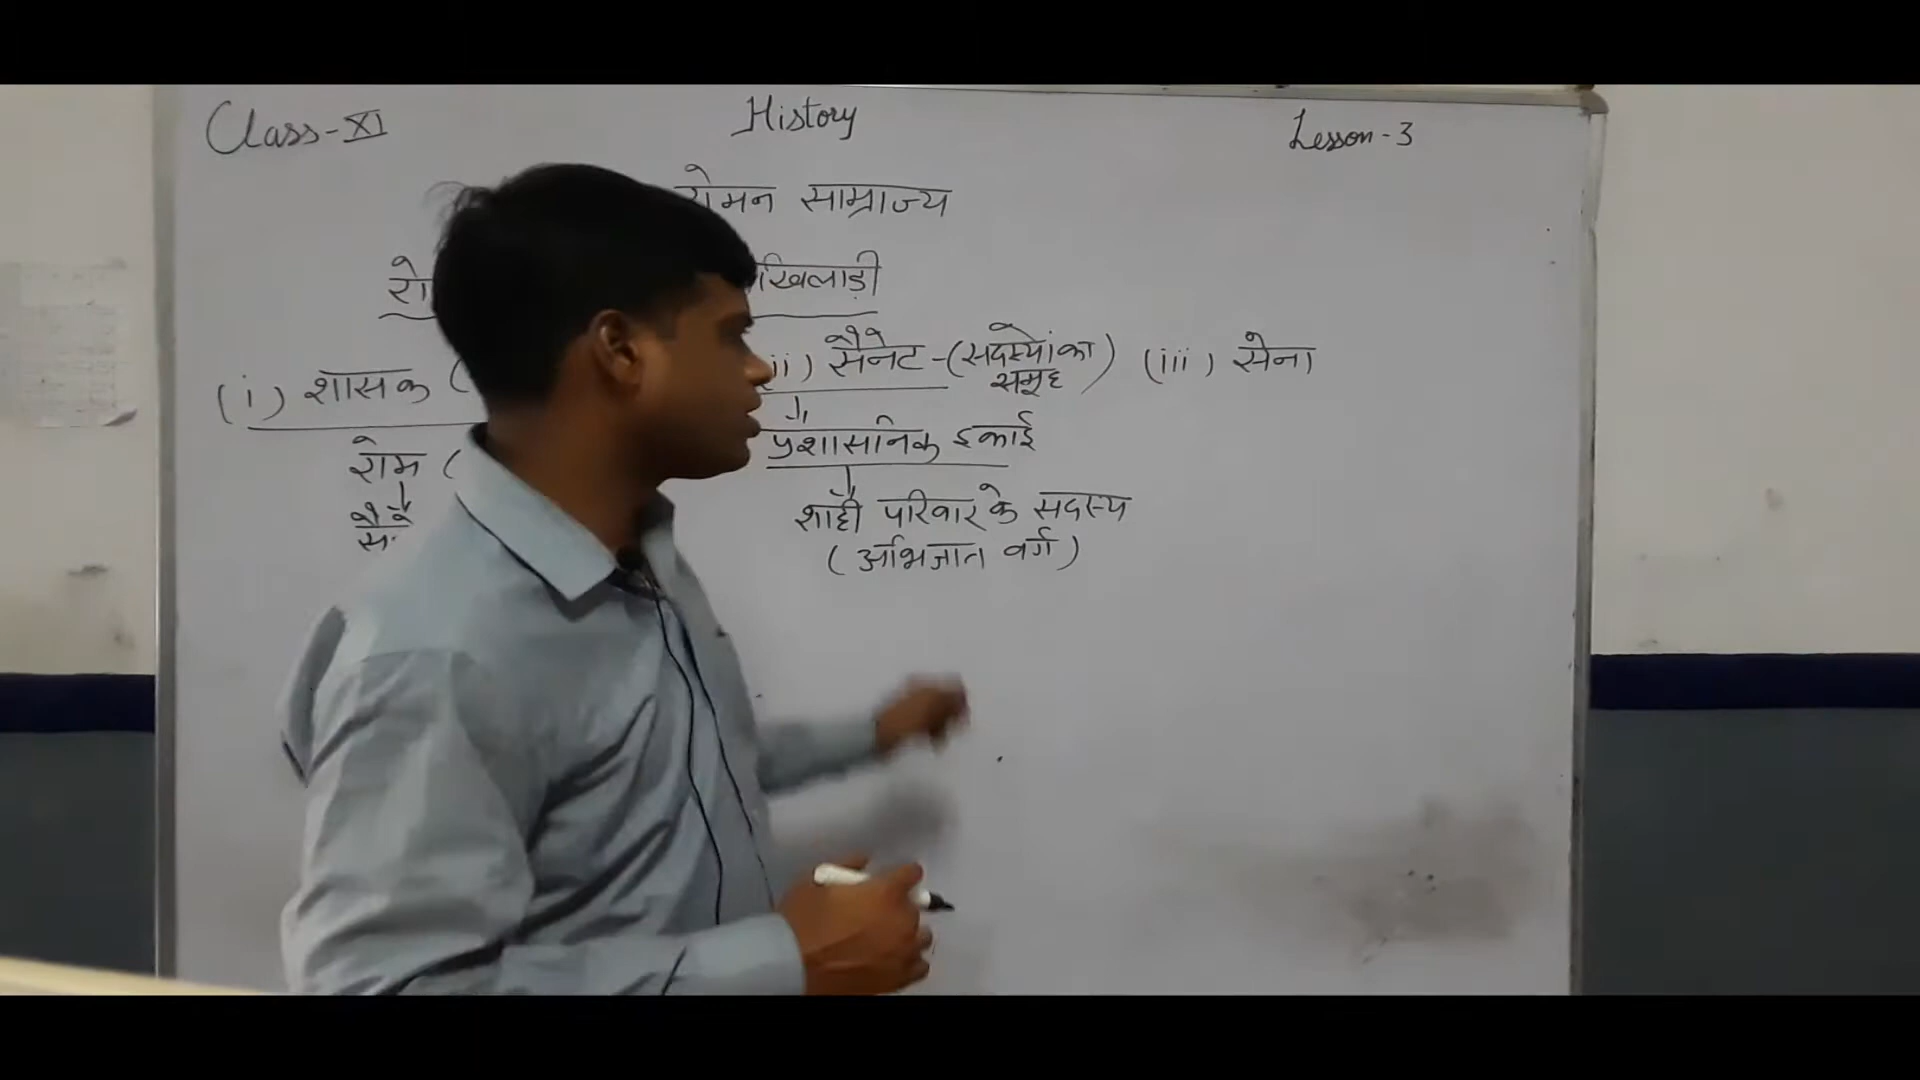 Class-XI History Lesson-3
रोमन साम्राज्य
रो खिलाड़ी
(i) शासक ( ii) सैनेट-(सदस्यों का समूह) (iii) सेना
रोम ( प्रशासनिक इकाई
शाही परिवार के सदस्य
(अभिजात वर्ग)